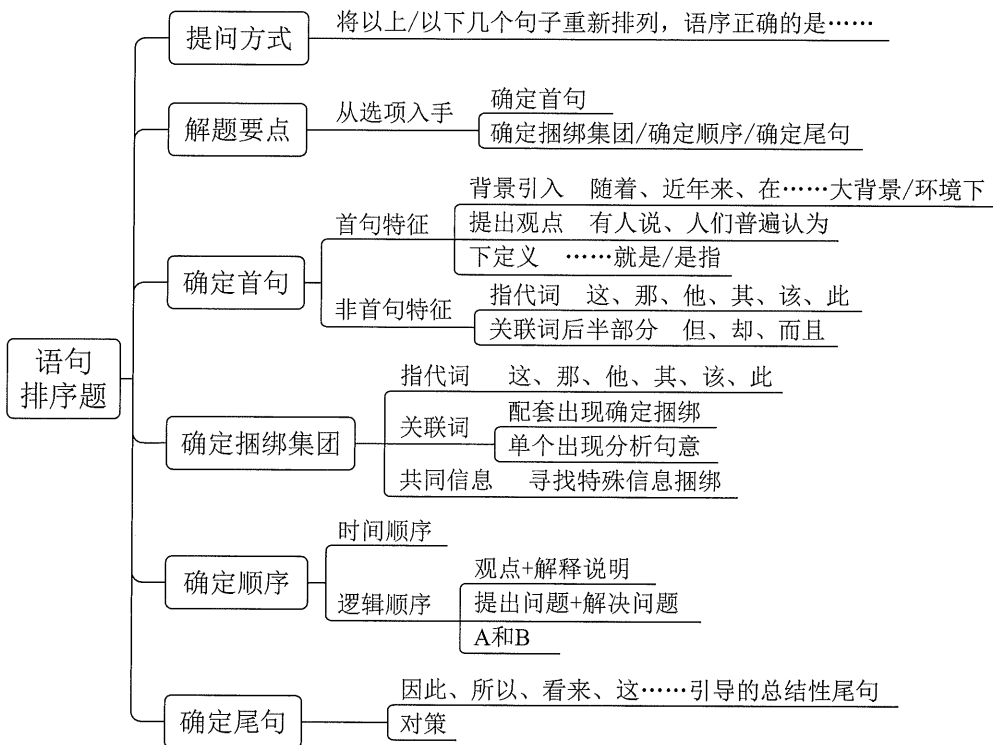 语句
排序题
提问方式
将以上/以下几个句子重新排列，语序正确的是……
解题要点
从选项入手
确定首句
确定捆绑集团/确定顺序/确定尾句
确定首句
首句特征
背景引入 随着、近年来、在……大背景/环境下
提出观点 有人说、人们普遍认为
下定义 ……就是/是指
非首句特征
指代词 这、那、他、其、该、此
关联词后半部分 但、却、而且
确定捆绑集团
指代词 这、那、他、其、该、此
关联词
配套出现确定捆绑
单个出现分析句意
共同信息 寻找特殊信息捆绑
确定顺序
时间顺序
逻辑顺序
观点+解释说明
提出问题+解决问题
A和B
确定尾句
因此、所以、看来、这……引导的总结性尾句
对策